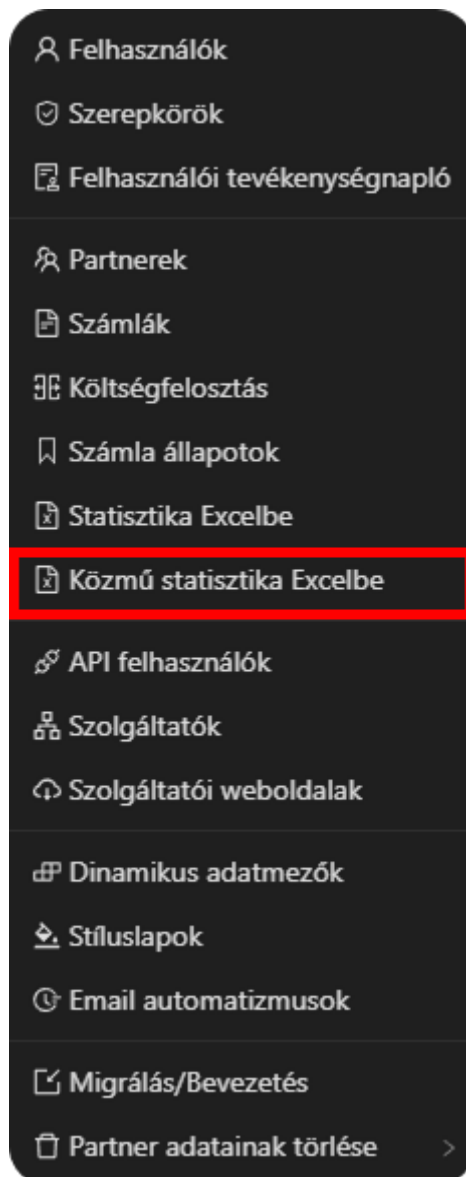 Felhasználók
Szerepkörök
Felhasználói tevékenységnapló
Partnerek
Számlák
Költségfelosztás
Számla állapotok
Statisztika Excelbe
Közmű statisztika Excelbe
API felhasználók
Szolgáltatók
Szolgáltatói weboldalak
Dinamikus adatmezők
Stíluslapok
Email automatizmusok
Migrálás/Bevezetés
Partner adatainak törlése